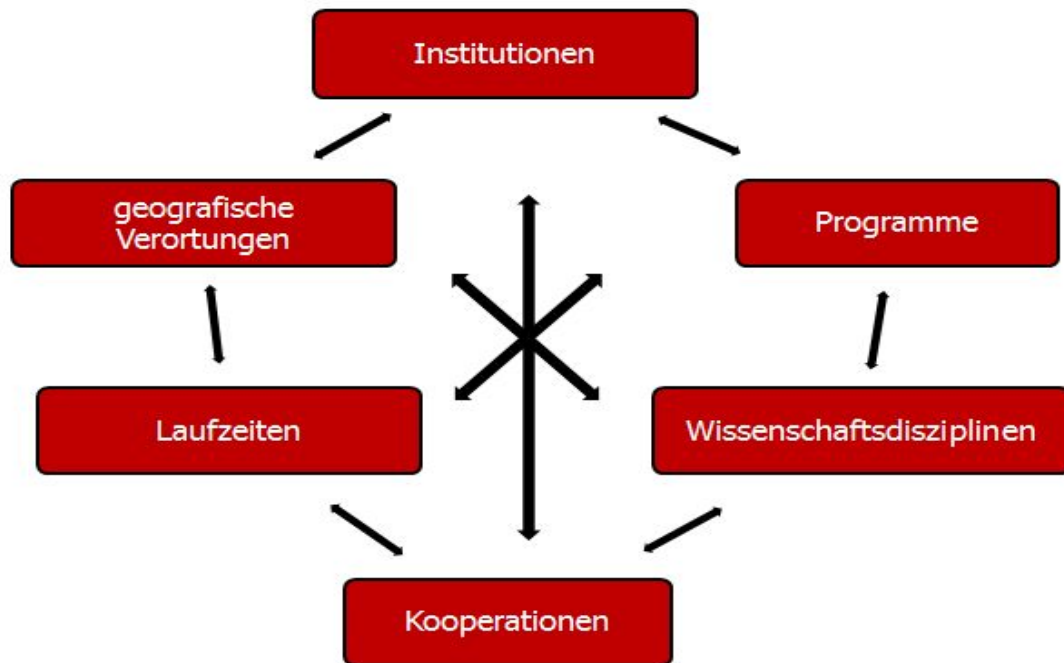 Institutionen
geografische
Verortungen
Programme
Laufzeiten
Wissenschaftsdisziplinen
Kooperationen